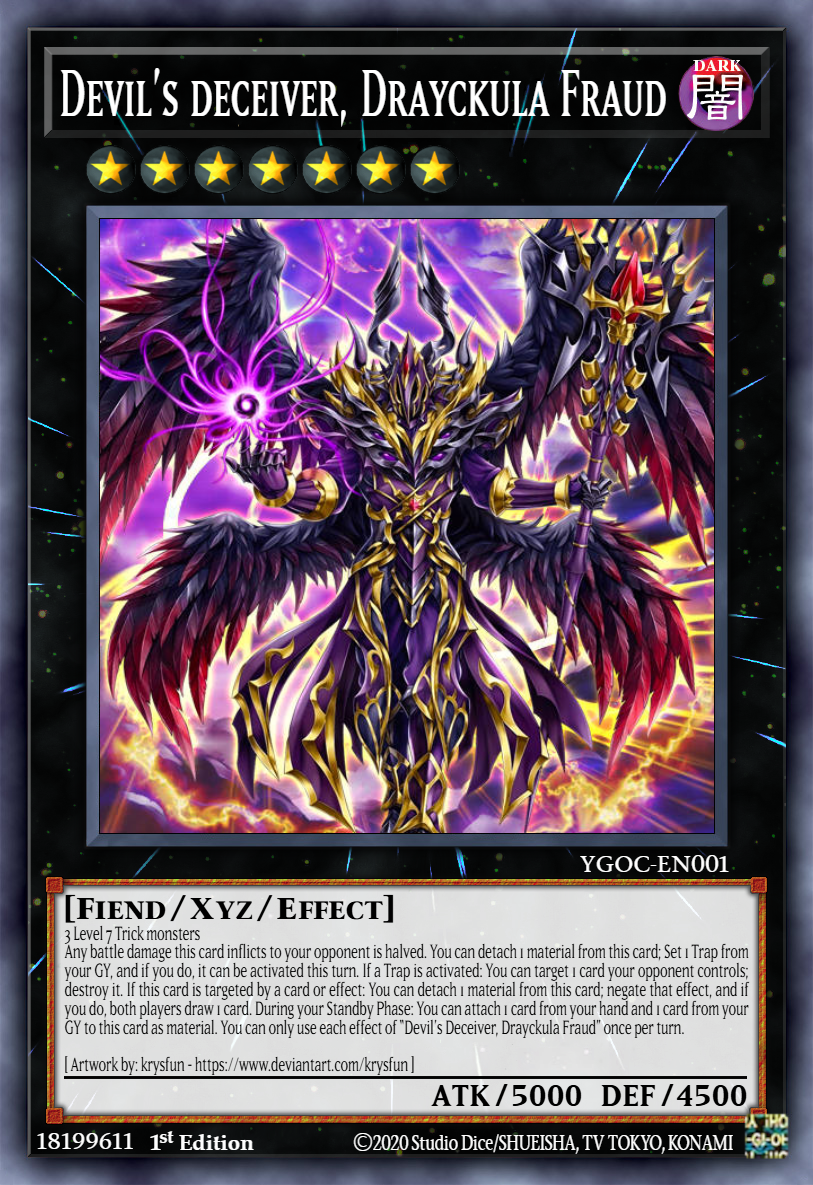 Devil's deceiver, Drayckula Fraud
DARK
闇
YGOC-EN001
[Fiend/Xyz/Effect]
3 Level 7 Trick monsters
Any battle damage this card inflicts to your opponent is halved. You can detach 1 material from this card; Set 1 Trap from
your GY, and if you do, it can be activated this turn. If a Trap is activated: You can target 1 card your opponent controls;
destroy it. If this card is targeted by a card or effect: You can detach 1 material from this card; negate that effect, and if
you do, both players draw 1 card. During your Standby Phase: You can attach 1 card from your hand and 1 card from your
GY to this card as material. You can only use each effect of "Devil's Deceiver, Drayckula Fraud" once per turn.
[ Artwork by: krysfun - https://www.deviantart.com/krysfun ]
ATK/5000 DEF/4500
18199611 1st Edition ©2020 Studio Dice/SHUEISHA, TV TOKYO, KONAMI